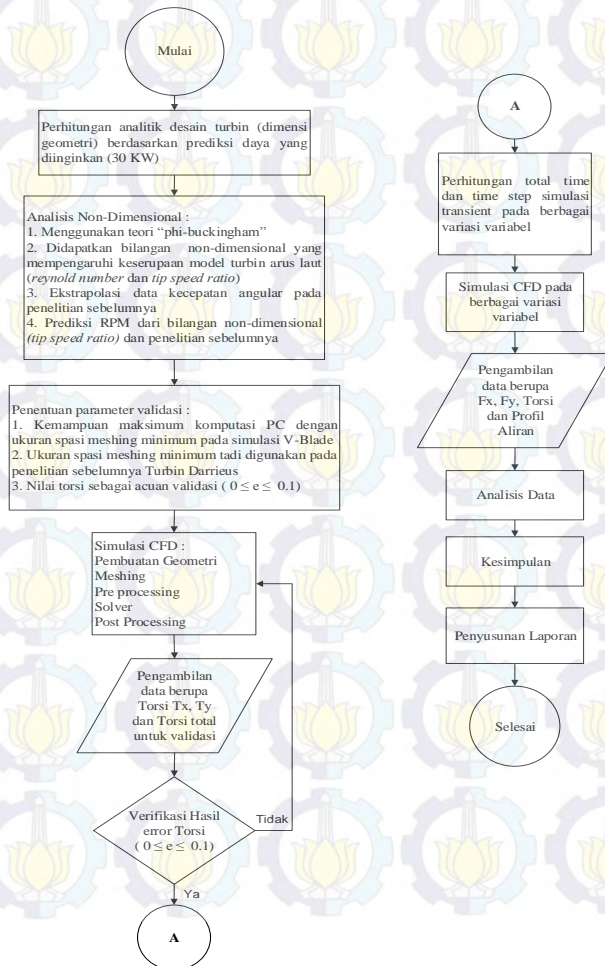 Mulai
Perhitungan analitik desain turbin (dimensi
geometri) berdasarkan prediksi daya yang
diinginkan (30 KW)
Analisis Non-Dimensional :
1. Menggunakan teori “phi-buckingham”
2. Didapatkan bilangan non-dimensional yang
mempengaruhi keserupaan model turbin arus laut
(reynold number dan tip speed ratio)
3. Ekstrapolasi data kecepatan angular pada
penelitian sebelumnya
4. Prediksi RPM dari bilangan non-dimensional
(tip speed ratio) dan penelitian sebelumnya
Penentuan parameter validasi :
1. Kemampuan maksimum komputasi PC dengan
ukuran spasi meshing minimum pada simulasi V-Blade
2. Ukuran spasi meshing minimum tadi digunakan pada
penelitian sebelumnya Turbin Darrieus
3. Nilai torsi sebagai acuan validasi ( 0 ≤ e ≤ 0.1)
Simulasi CFD :
Pembuatan Geometri
Meshing
Pre processing
Solver
Post Processing
Pengambilan
data berupa
Torsi Tx, Ty
dan Torsi total
untuk validasi
Verifikasi Hasil
error Torsi
( 0 ≤ e ≤ 0.1)
Tidak
Ya
A
A
Perhitungan total time
dan time step simulasi
transient pada berbagai
variasi variabel
Simulasi CFD pada
berbagai variasi
variabel
Pengambilan
data berupa
Fx, Fy, Torsi
dan Profil
Aliran
Analisis Data
Kesimpulan
Penyusunan Laporan
Selesai